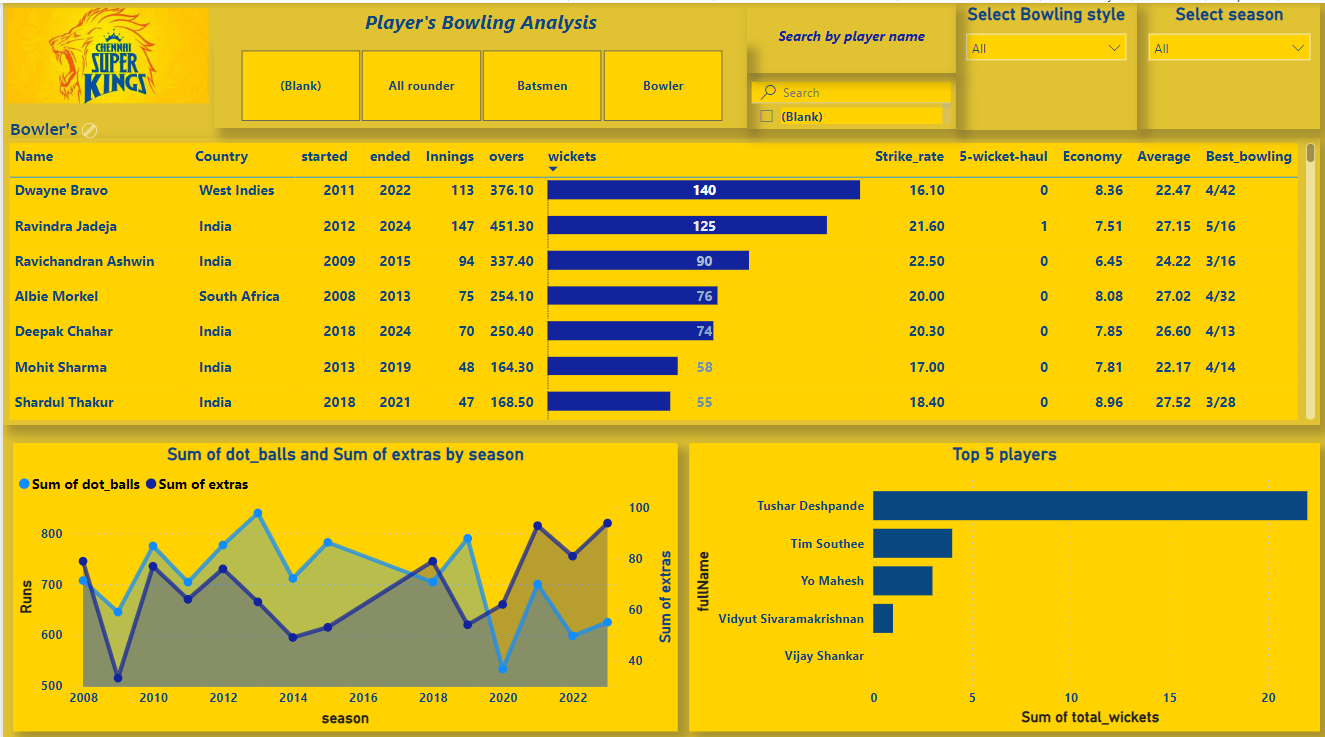 CHENNAI
SUPER
KINGS
Player's Bowling Analysis
(Blank)
All rounder
Batsmen
Bowler
Search by player name
Search
(Blank)
Select Bowling style
All
Select season
All
Bowler's
Name Country started ended Innings overs wickets Strike_rate 5-wicket-haul Economy Average Best_bowling
Dwayne Bravo West Indies 2011 2022 113 376.10 140 16.10 0 8.36 22.47 4/42
Ravindra Jadeja India 2012 2024 147 451.30 125 21.60 1 7.51 27.15 5/16
Ravichandran Ashwin India 2009 2015 94 337.40 90 22.50 0 6.45 24.22 3/16
Albie Morkel South Africa 2008 2013 75 254.10 76 20.00 0 8.08 27.02 4/32
Deepak Chahar India 2018 2024 70 250.40 74 20.30 0 7.85 26.60 4/13
Mohit Sharma India 2013 2019 48 164.30 58 17.00 0 7.81 22.17 4/14
Shardul Thakur India 2018 2021 47 168.50 55 18.40 0 8.96 27.52 3/28
Sum of dot_balls and Sum of extras by season
Sum of dot_balls Sum of extras
800
700
600
500
Runs
100
80
60
40
Sum of extras
2008 2010 2012 2014 2016 2018 2020 2022
season
Top 5 players
fullName
Tushar Deshpande
Tim Southee
Yo Mahesh
Vidyut Sivaramakrishnan
Vijay Shankar
0 5 10 15 20
Sum of total_wickets